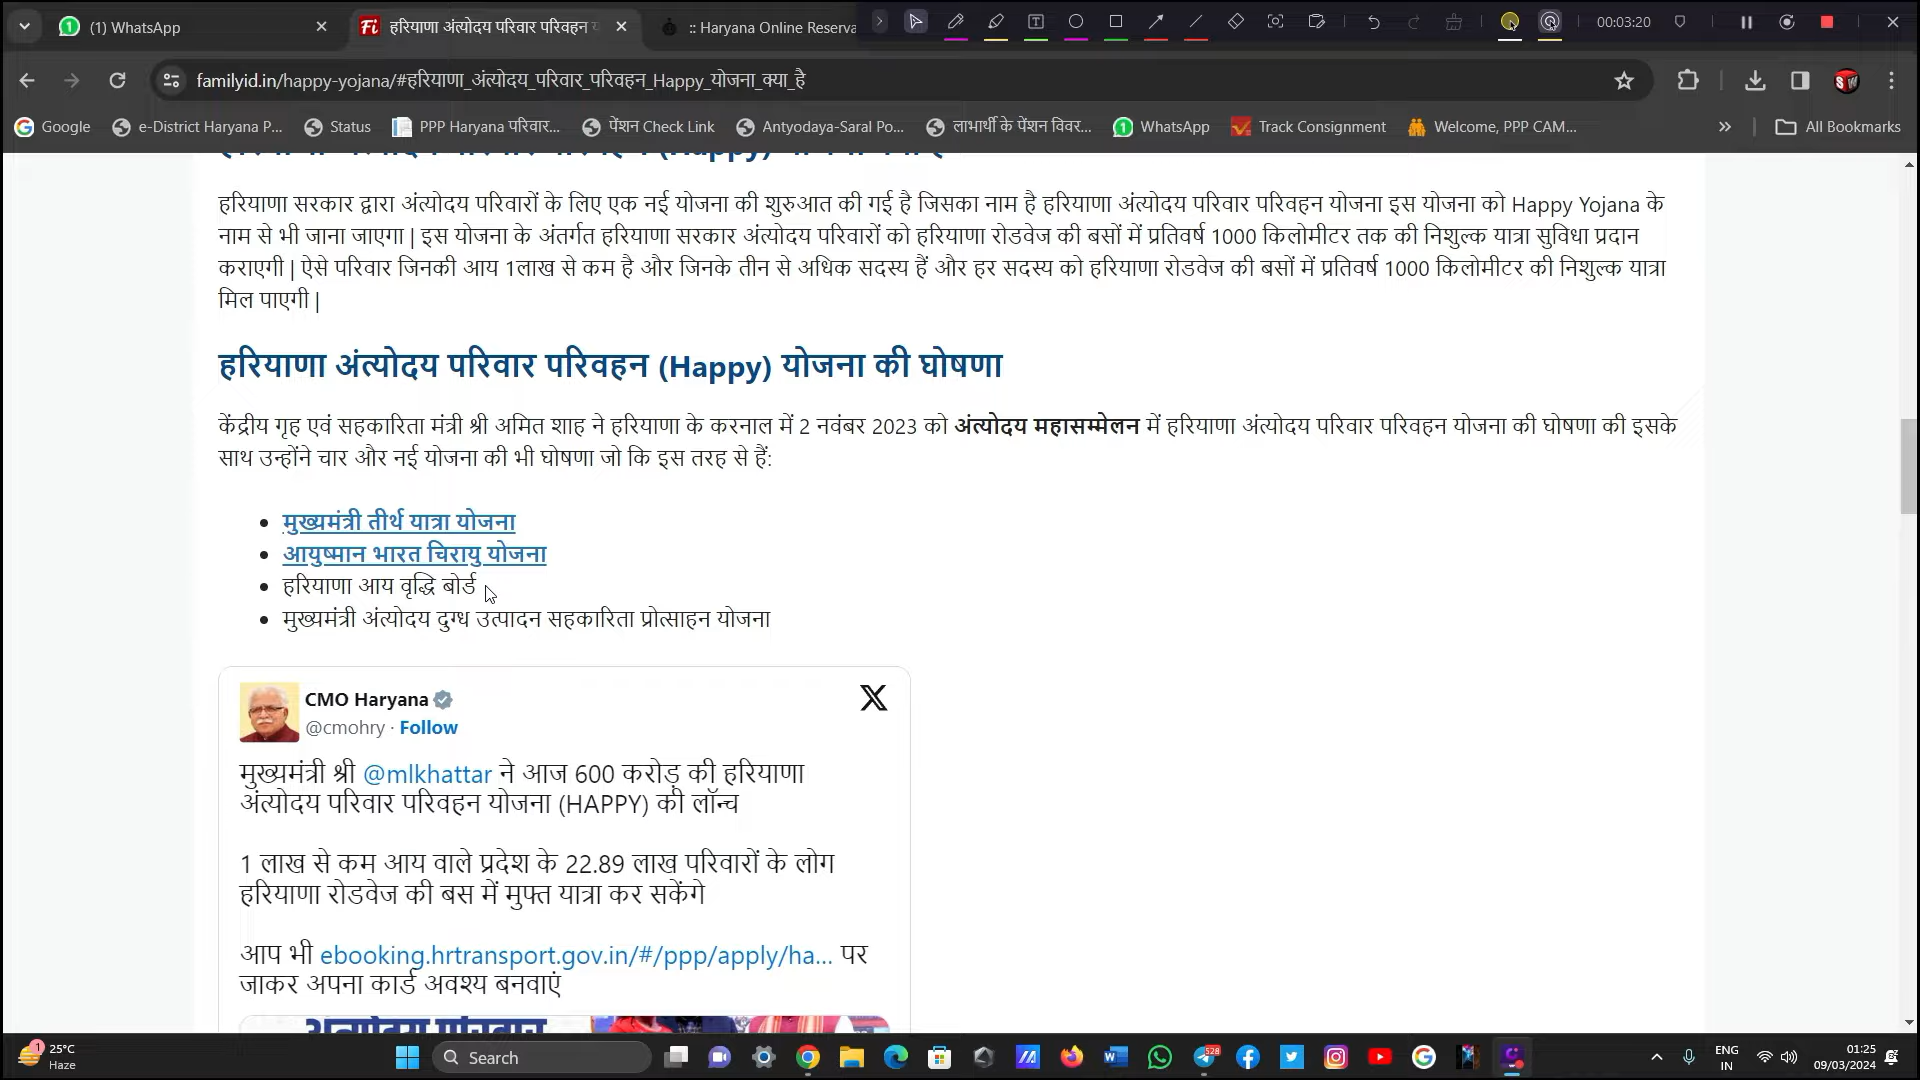 (1) WhatsApp
हरियाणा अंत्योदय परिवार परिवहन
:: Haryana Online Reserva
00:03:20
familyid.in/happy-yojana/#हरियाणा_अंत्योदय_परिवार_परिवहन_Happy_योजना_क्या_है
Google
e-District Haryana P...
Status
PPP Haryana परिवार...
पेंशन Check Link
Antyodaya-Saral Po...
लाभार्थी के पेंशन विवर...
WhatsApp
Track Consignment
Welcome, PPP CAM...
All Bookmarks
हरियाणा अंत्योदय परिवार परिवहन (Happy) योजना क्या है
हरियाणा सरकार द्वारा अंत्योदय परिवारों के लिए एक नई योजना की शुरुआत की गई है जिसका नाम है हरियाणा अंत्योदय परिवार परिवहन योजना इस योजना को Happy Yojana के
नाम से भी जाना जाएगा | इस योजना के अंतर्गत हरियाणा सरकार अंत्योदय परिवारों को हरियाणा रोडवेज की बसों में प्रतिवर्ष 1000 किलोमीटर तक की निशुल्क यात्रा सुविधा प्रदान
कराएगी | ऐसे परिवार जिनकी आय 1लाख से कम है और जिनके तीन से अधिक सदस्य हैं और हर सदस्य को हरियाणा रोडवेज की बसों में प्रतिवर्ष 1000 किलोमीटर की निशुल्क यात्रा
मिल पाएगी |
हरियाणा अंत्योदय परिवार परिवहन (Happy) योजना की घोषणा
केंद्रीय गृह एवं सहकारिता मंत्री श्री अमित शाह ने हरियाणा के करनाल में 2 नवंबर 2023 को अंत्योदय महासम्मेलन में हरियाणा अंत्योदय परिवार परिवहन योजना की घोषणा की इसके
साथ उन्होंने चार और नई योजना की भी घोषणा जो कि इस तरह से हैं:
• मुख्यमंत्री तीर्थ यात्रा योजना
• आयुष्मान भारत चिरायु योजना
• हरियाणा आय वृद्धि बोर्ड
• मुख्यमंत्री अंत्योदय दुग्ध उत्पादन सहकारिता प्रोत्साहन योजना
CMO Haryana
@cmohry · Follow
मुख्यमंत्री श्री @mlkhattar ने आज 600 करोड़ की हरियाणा
अंत्योदय परिवार परिवहन योजना (HAPPY) की लॉन्च
1 लाख से कम आय वाले प्रदेश के 22.89 लाख परिवारों के लोग
हरियाणा रोडवेज की बस में मुफ्त यात्रा कर सकेंगे
आप भी ebooking.hrtransport.gov.in/#/ppp/apply/ha... पर
जाकर अपना कार्ड अवश्य बनवाएं
अन्त्योदय परिवार
25°C
Haze
Search
528
ENG
IN
01:25
09/03/2024